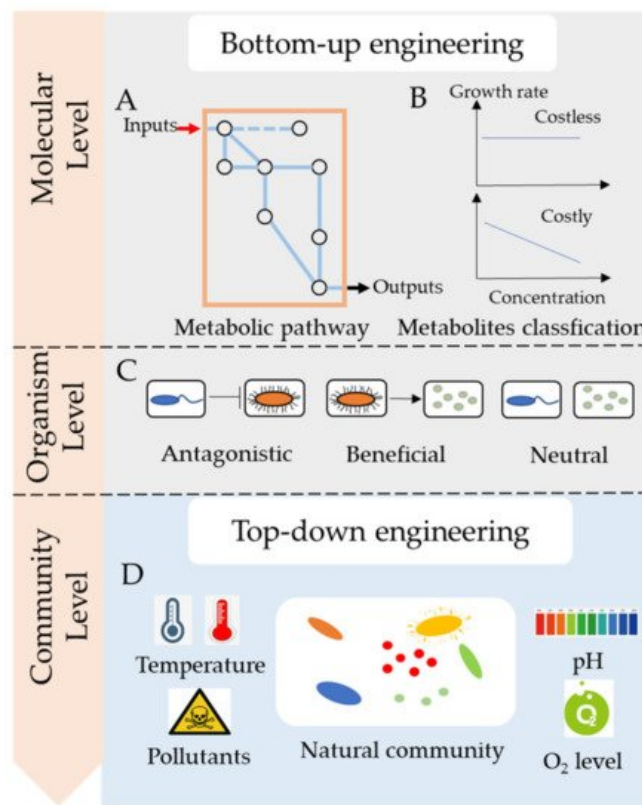 Bottom-up engineering
Molecular
Level
A
Inputs
Outputs
Metabolic pathway
B
Growth rate
Costless
Costly
Concentration
Metabolites classfication
Organism
Level
C
Antagonistic
Beneficial
Neutral
Community
Level
Top-down engineering
D
Temperature
Pollutants
Natural community
pH
O₂
O₂ level